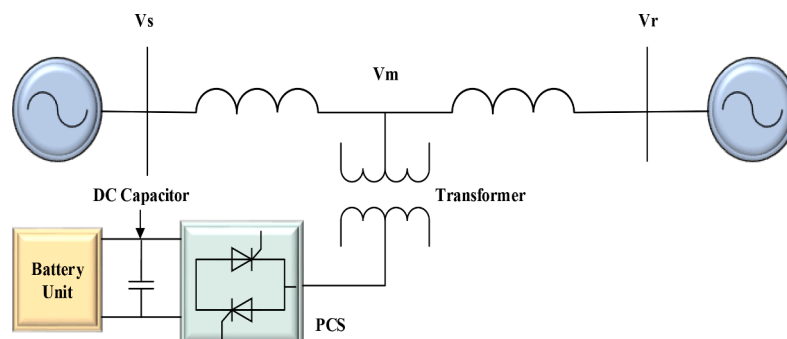 Vs
Vr
Vm
DC Capacitor
Transformer
Battery
Unit
PCS